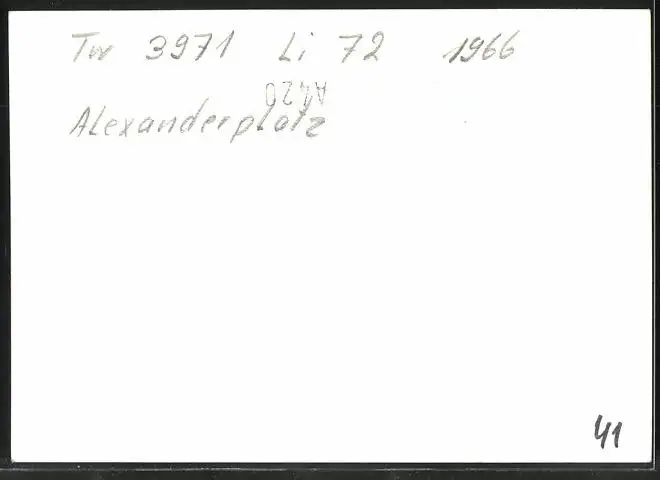 Tw 3971 Li 72 1966
A420
Alexanderplatz
41